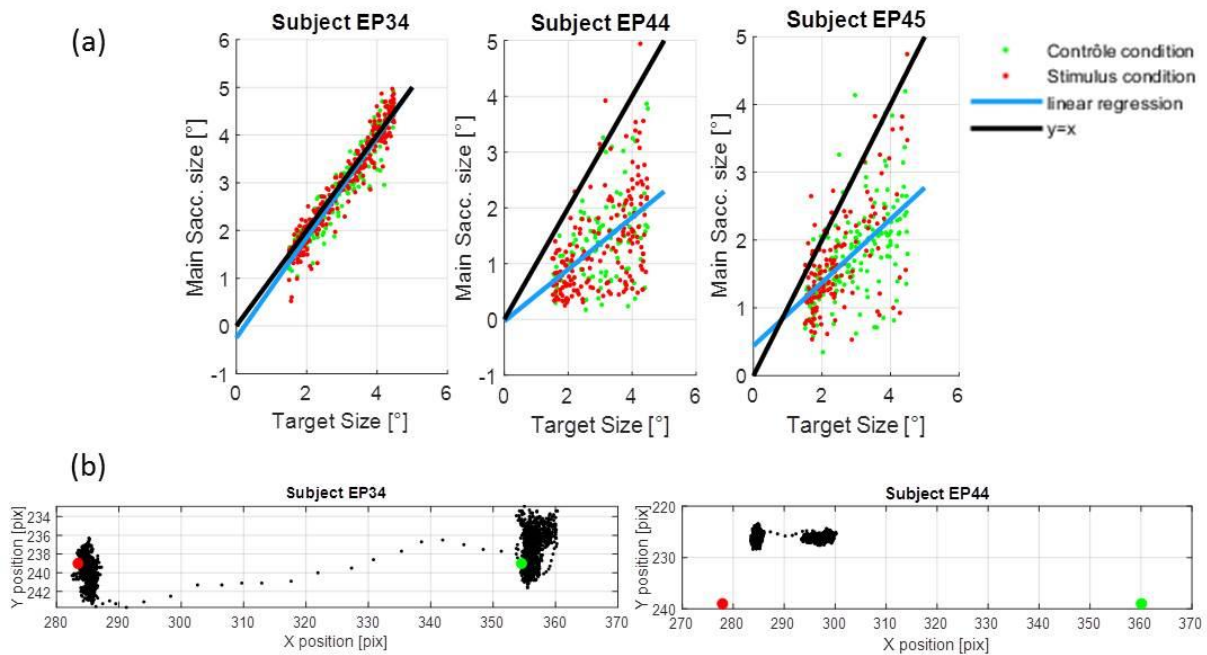 (a)
Subject EP34
Subject EP44
Subject EP45
Contrôle condition
Stimulus condition
linear regression
y=x
Main Sacc. size [°]
6
5
4
3
2
1
0
-1
0 2 4 6
Target Size [°]
Main Sacc. size [°]
5
4
3
2
1
0
-1
0 2 4 6
Target Size [°]
Main Sacc. size [°]
5
4
3
2
1
0
0 2 4 6
Target Size [°]
(b)
Subject EP34
Y position [pix]
234
236
238
240
242
280 290 300 310 320 330 340 350 360 370
X position [pix]
Subject EP44
Y position [pix]
220
230
240
270 280 290 300 310 320 330 340 350 360 370
X position [pix]